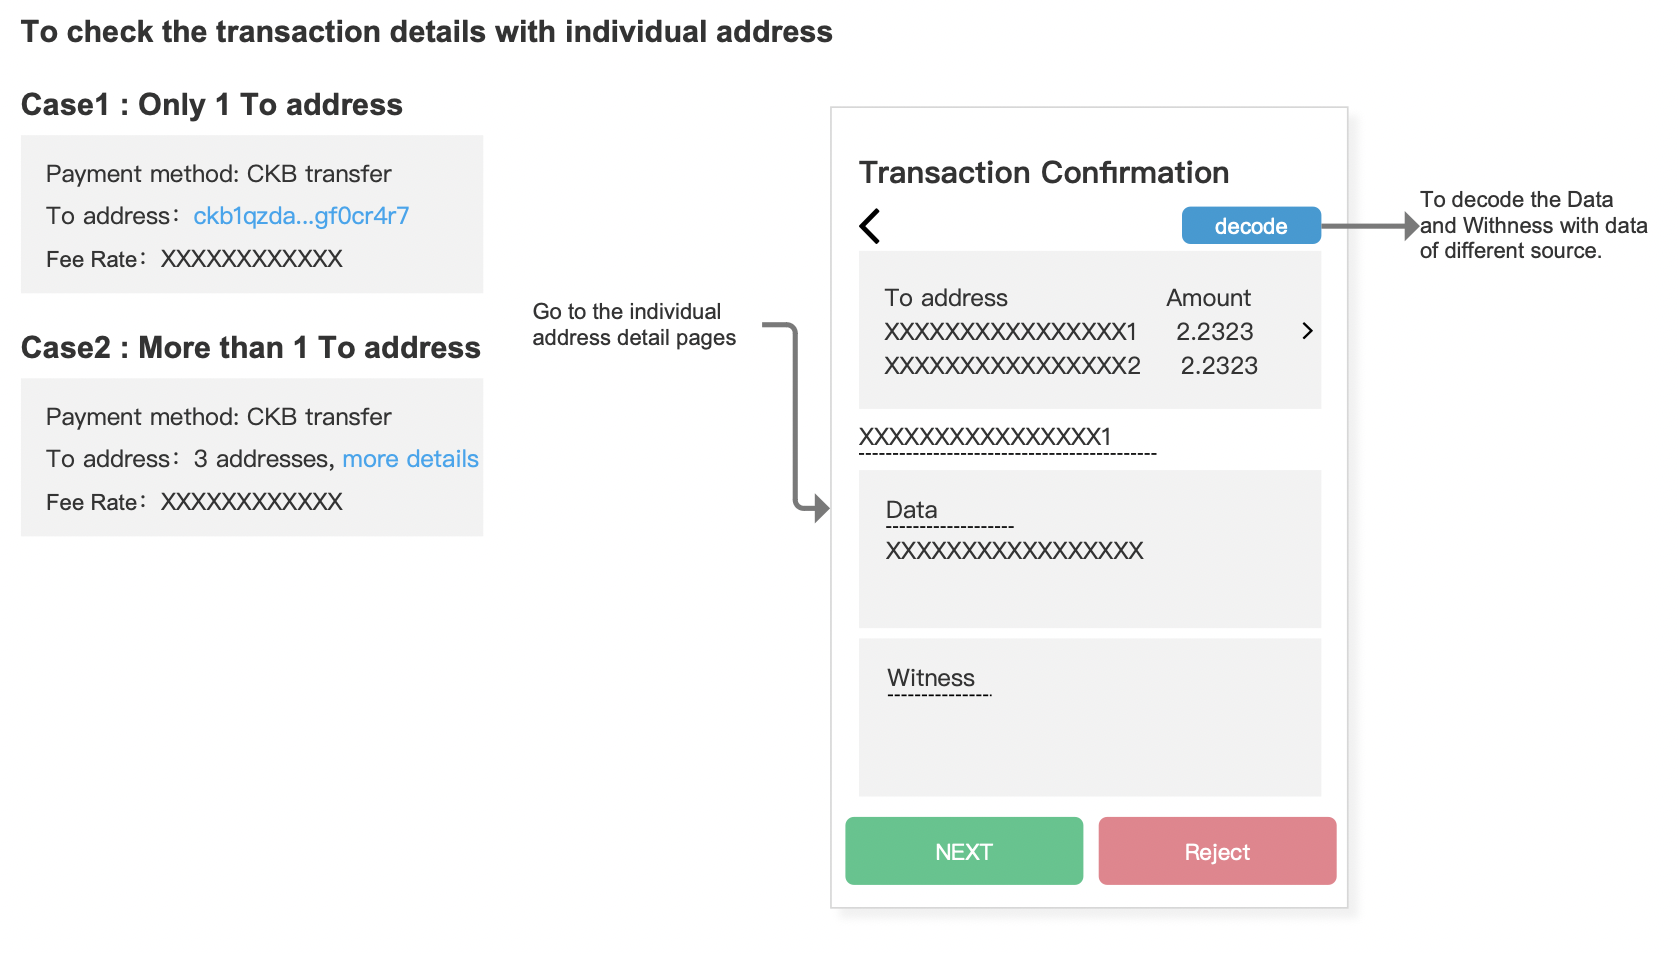 To check the transaction details with individual address
Case1 : Only 1 To address
Payment method: CKB transfer
To address： ckb1qzda...gf0cr4r7
Fee Rate： XXXXXXXXXXXX
Case2 : More than 1 To address
Payment method: CKB transfer
To address： 3 addresses, more details
Fee Rate： XXXXXXXXXXXX
Go to the individual
address detail pages
Transaction Confirmation
decode
To address Amount
XXXXXXXXXXXXXXXX1 2.2323
XXXXXXXXXXXXXXXX2 2.2323
XXXXXXXXXXXXXXXX1
Data
XXXXXXXXXXXXXXXXX
Witness
NEXT
Reject
To decode the Data
and Withness with data
of different source.